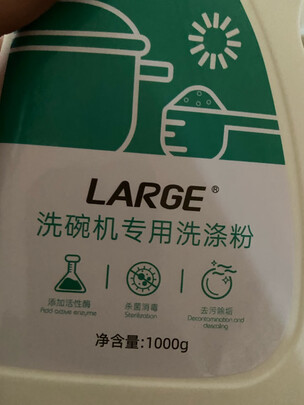 LARGE®
洗碗机专用洗涤粉
添加活性酶 杀菌消毒 去污除垢
Add active enzyme Sterilization Decontamination and
descaling
净含量:1000g